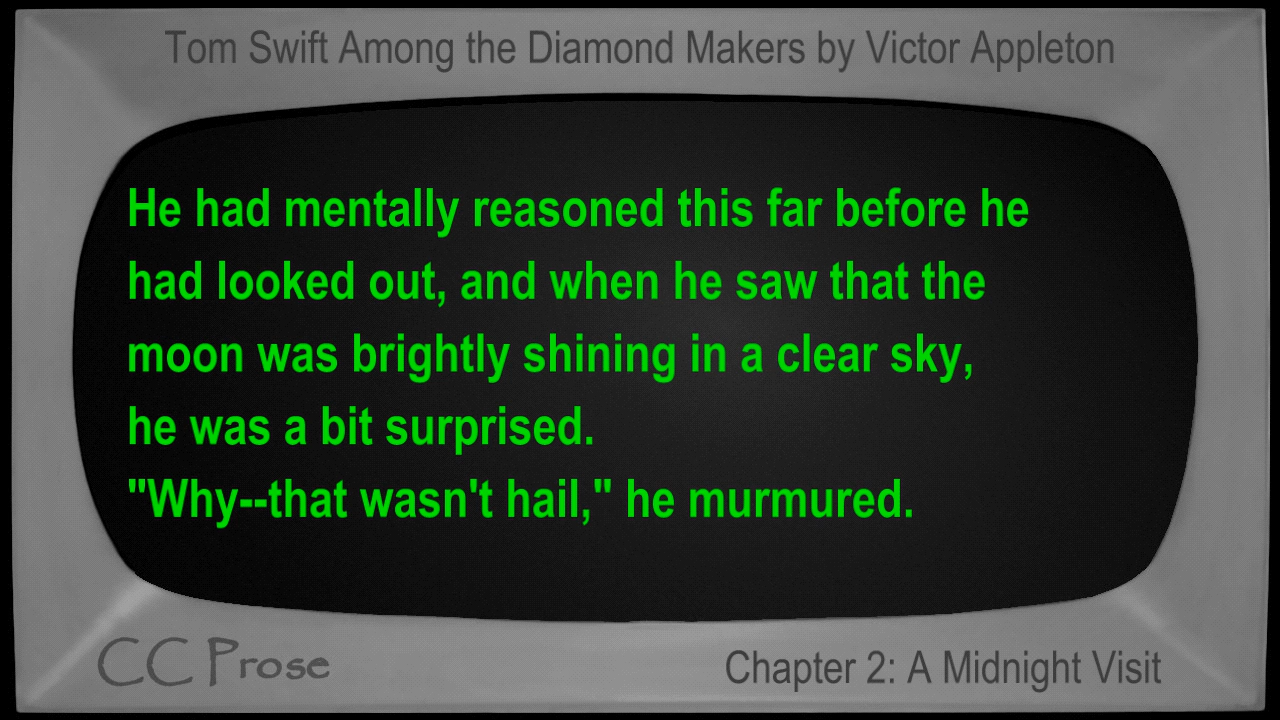 Tom Swift Among the Diamond Makers by Victor Appleton
He had mentally reasoned this far before he
had looked out, and when he saw that the
moon was brightly shining in a clear sky,
he was a bit surprised.
"Why--that wasn't hail," he murmured.
CC Prose
Chapter 2: A Midnight Visit